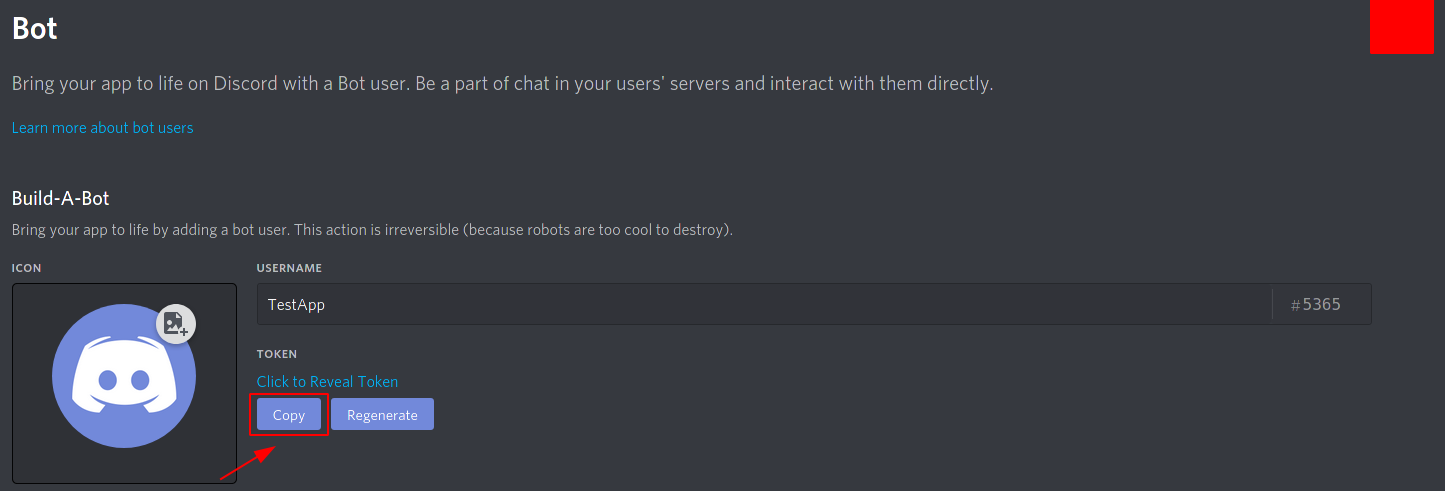 Bot
Bring your app to life on Discord with a Bot user. Be a part of chat in your users' servers and interact with them directly.
Learn more about bot users
Build-A-Bot
Bring your app to life by adding a bot user. This action is irreversible (because robots are too cool to destroy).
ICON
USERNAME
TestApp
#5365
TOKEN
Click to Reveal Token
Copy
Regenerate